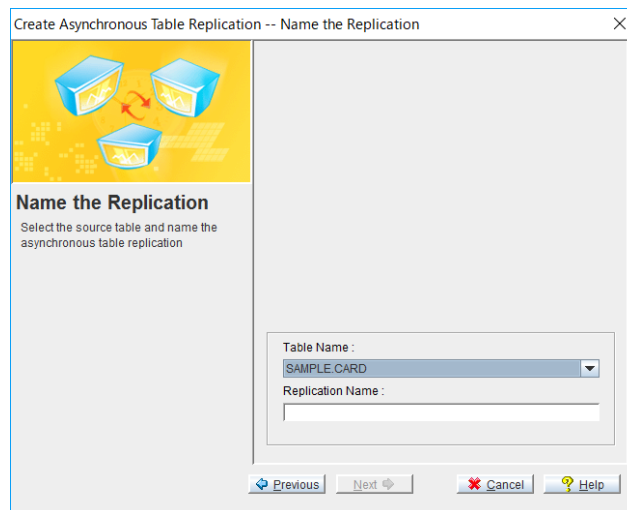 Create Asynchronous Table Replication -- Name the Replication
Name the Replication
Select the source table and name the
asynchronous table replication
Table Name :
SAMPLE.CARD
Replication Name :
Previous Next Cancel Help